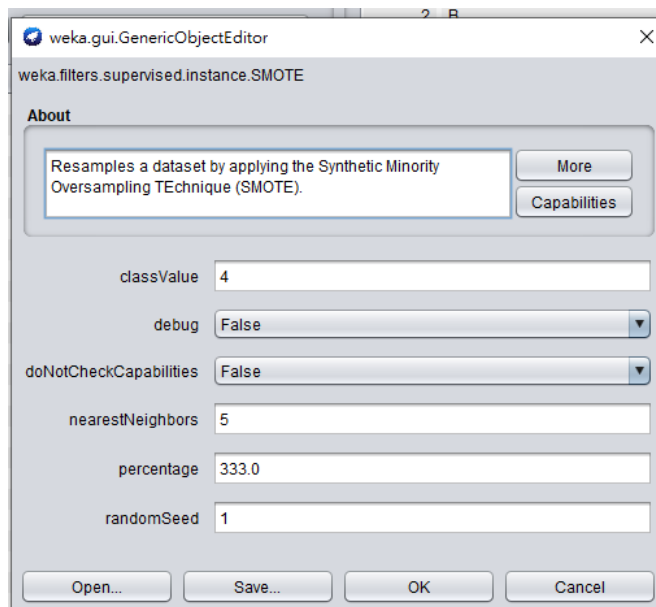 2 B
weka.gui.GenericObjectEditor
weka.filters.supervised.instance.SMOTE
About
Resamples a dataset by applying the Synthetic Minority
Oversampling TEchnique (SMOTE).
More
Capabilities
classValue 4
debug False
doNotCheckCapabilities False
nearestNeighbors 5
percentage 333.0
randomSeed 1
Open... Save... OK Cancel